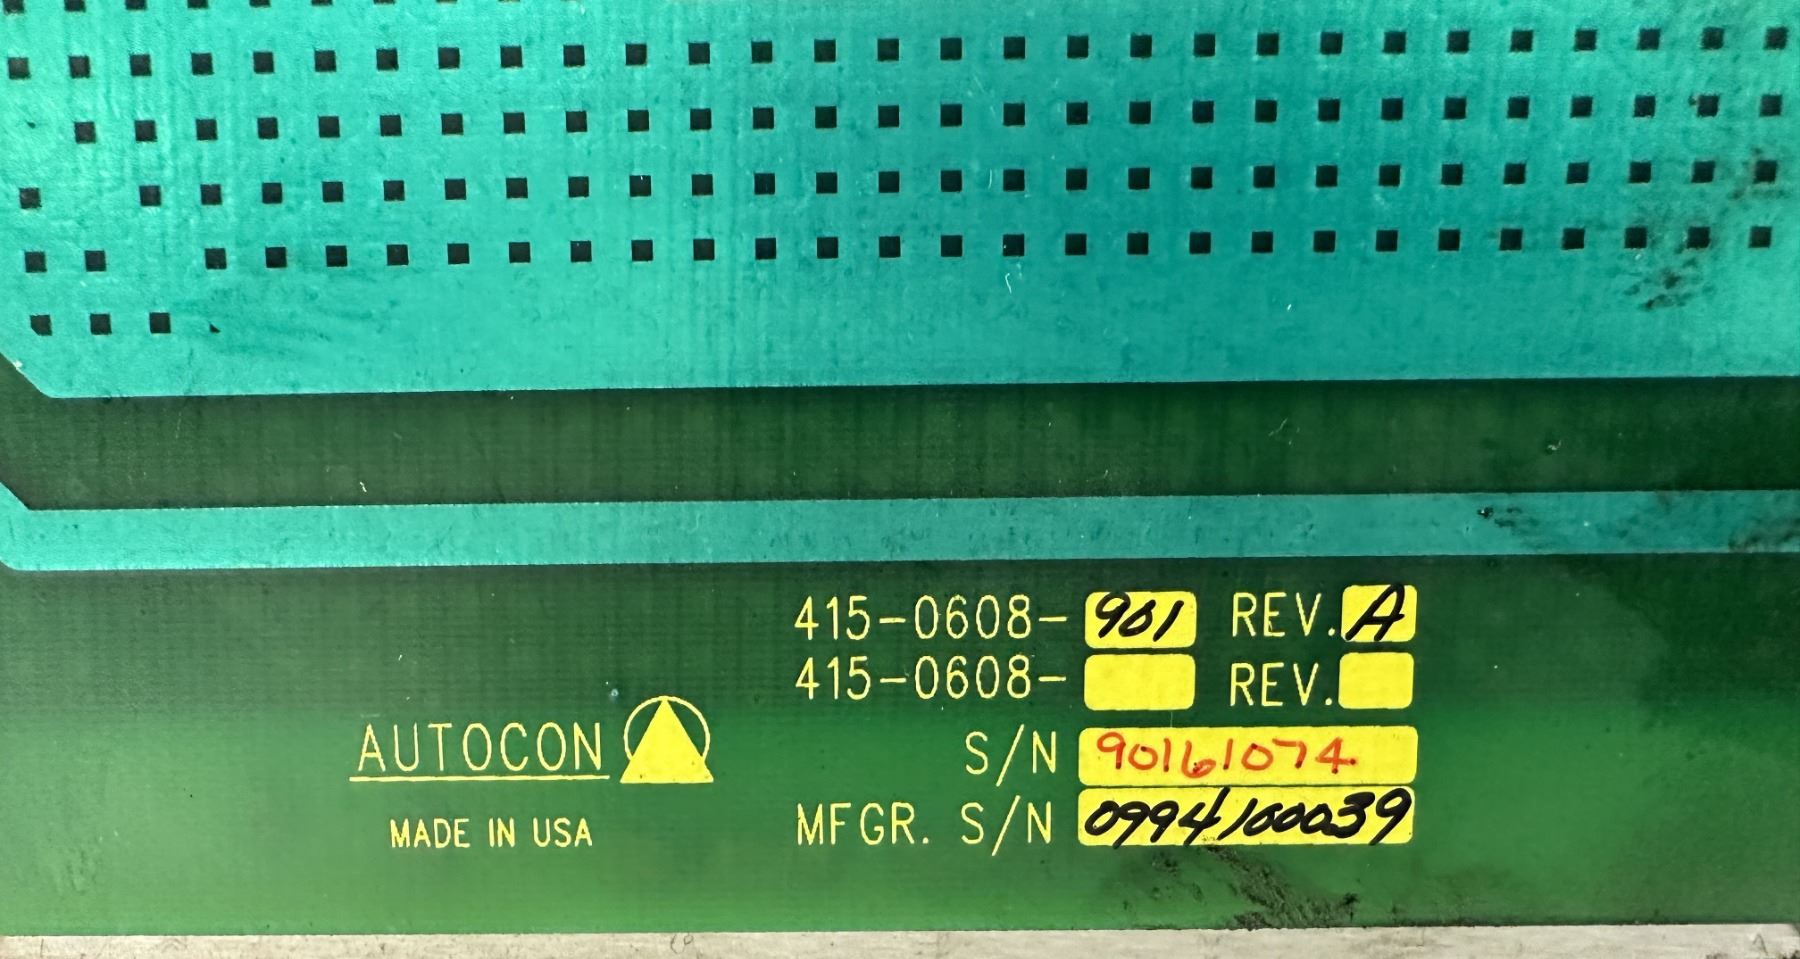 415-0608-901 REV. A
415-0608- REV.
AUTOCON
MADE IN USA
S/N 90161074
MFGR. S/N 0994100039